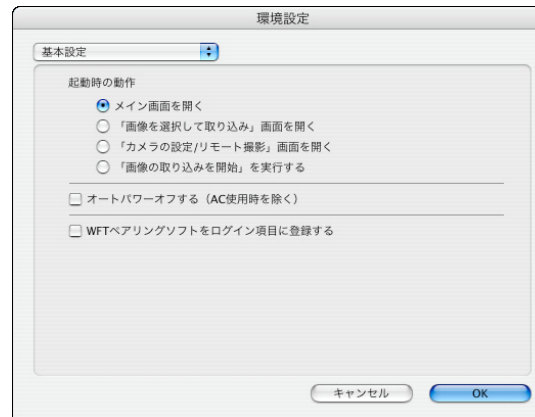 環境設定
基本設定
起動時の動作
メイン画面を開く
「画像を選択して取り込み」画面を開く
「カメラの設定/リモート撮影」画面を開く
「画像の取り込みを開始」を実行する
オートパワーオフする（AC使用時を除く）
WFTペアリングソフトをログイン項目に登録する
キャンセル OK